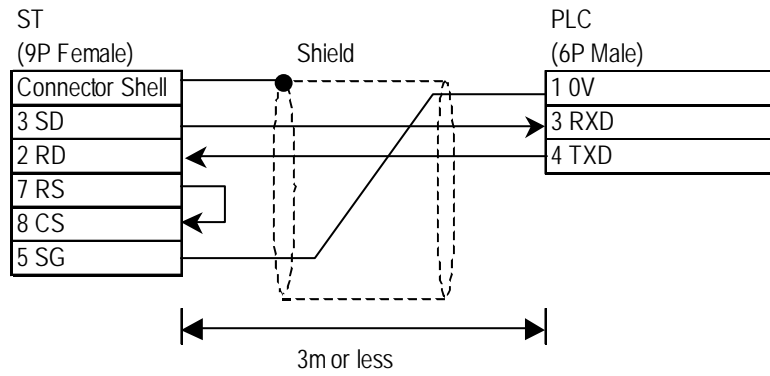 ST
(9P Female)
Connector Shell
3 SD
2 RD
7 RS
8 CS
5 SG
Shield
PLC
(6P Male)
1 0V
3 RXD
4 TXD
3m or less